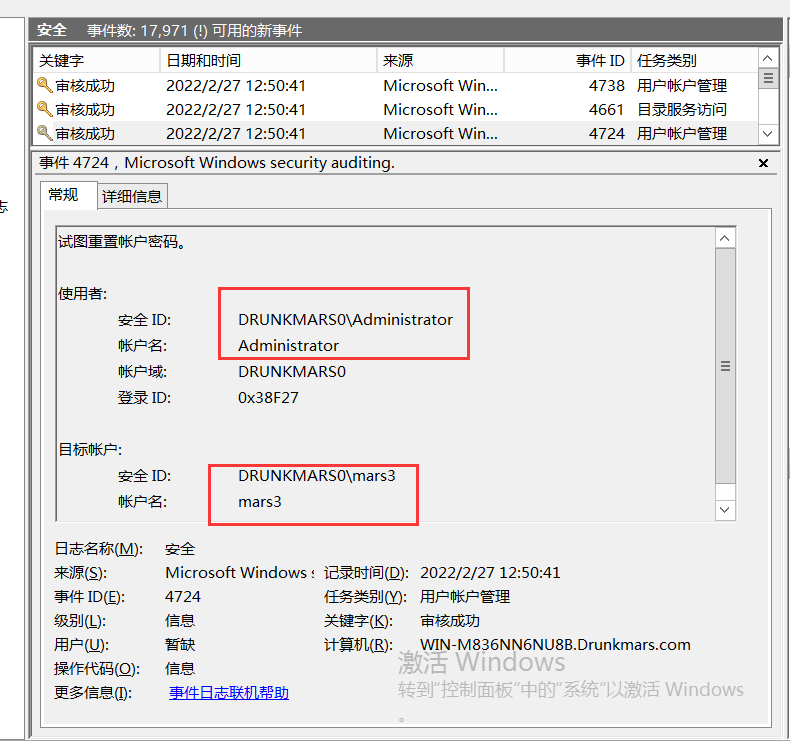 安全 事件数: 17,971 (!) 可用的新事件
关键字 日期和时间 来源 事件 ID 任务类别
审核成功 2022/2/27 12:50:41 Microsoft Win... 4738 用户帐户管理
审核成功 2022/2/27 12:50:41 Microsoft Win... 4661 目录服务访问
审核成功 2022/2/27 12:50:41 Microsoft Win... 4724 用户帐户管理
事件 4724，Microsoft Windows security auditing.
志
常规 详细信息
试图重置帐户密码。
使用者:
安全 ID: DRUNKMARS0\Administrator
帐户名: Administrator
帐户域: DRUNKMARS0
登录 ID: 0x38F27
目标帐户:
安全 ID: DRUNKMARS0\mars3
帐户名: mars3
日志名称(M): 安全
来源(S): Microsoft Windows s 记录时间(D): 2022/2/27 12:50:41
事件 ID(E): 4724 任务类别(Y): 用户帐户管理
级别(L): 信息 关键字(K): 审核成功
用户(U): 暂缺 计算机(R): WIN-M836NN6NU8B.Drunkmars.com
操作代码(O): 信息
更多信息(I): 事件日志联机帮助
激活 Windows
转到"控制面板"中的"系统"以激活 Windows
。